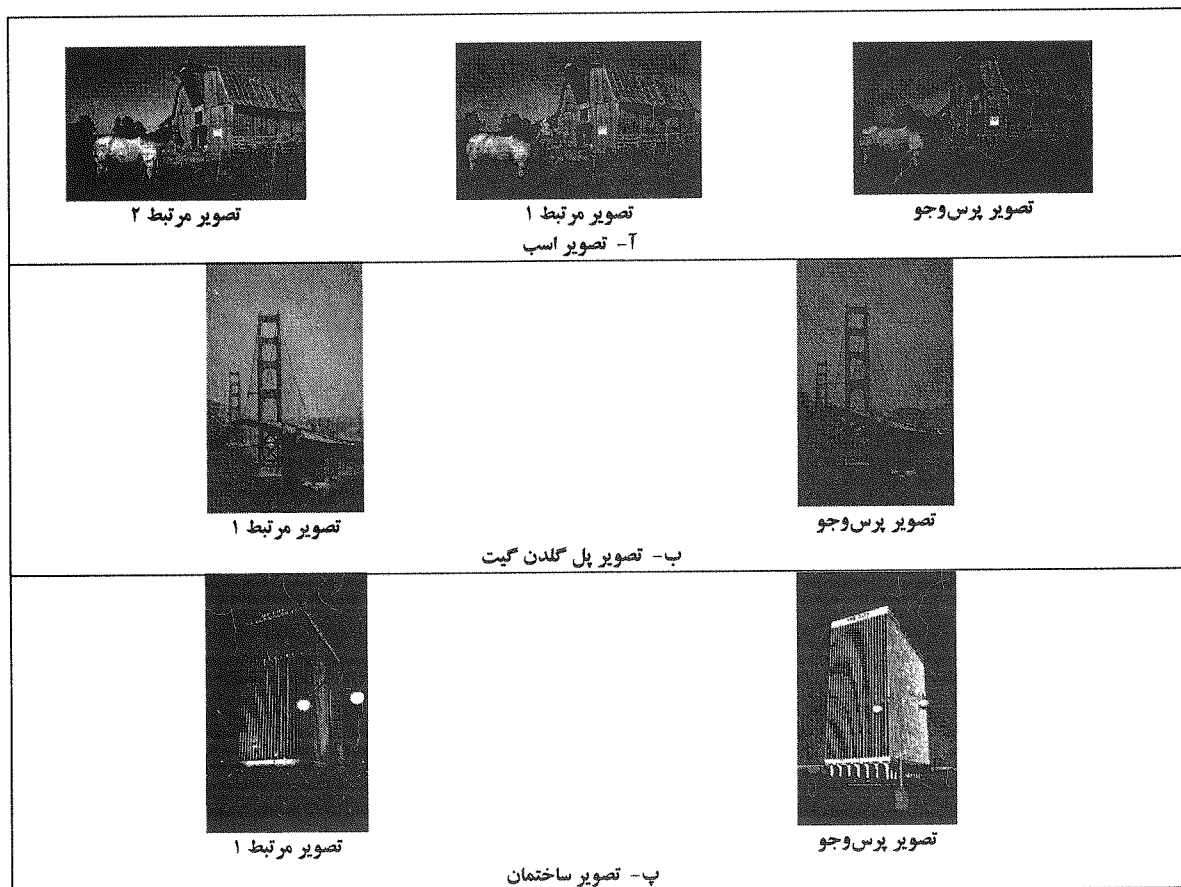 تصویر پرس‌وجو
تصویر مرتبط ۱
تصویر مرتبط ۲
آ- تصویر اسب
تصویر پرس‌وجو
تصویر مرتبط ۱
ب- تصویر پل گلدن گیت
تصویر پرس‌وجو
تصویر مرتبط ۱
پ- تصویر ساختمان